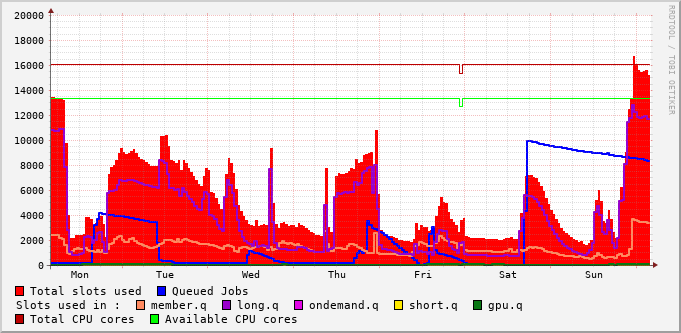 20000
18000
16000
14000
12000
10000
8000
6000
4000
2000
0
Mon Tue Wed Thu Fri Sat Sun
RRDTOOL / TOBI OETIKER
Total slots used Queued Jobs
Slots used in : member.q long.q ondemand.q short.q gpu.q
Total CPU cores Available CPU cores